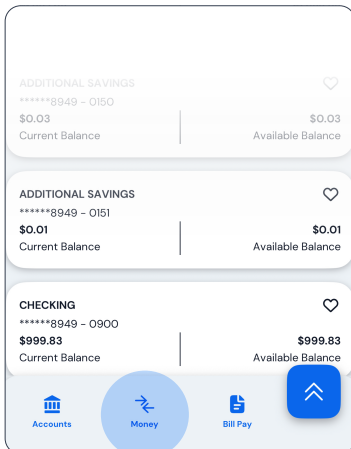 ADDITIONAL SAVINGS
******8949 - 0150
$0.03 $0.03
Current Balance Available Balance
ADDITIONAL SAVINGS
******8949 - 0151
$0.01 $0.01
Current Balance Available Balance
CHECKING
******8949 - 0900
$999.83 $999.83
Current Balance Available Balance
Accounts Money Bill Pay